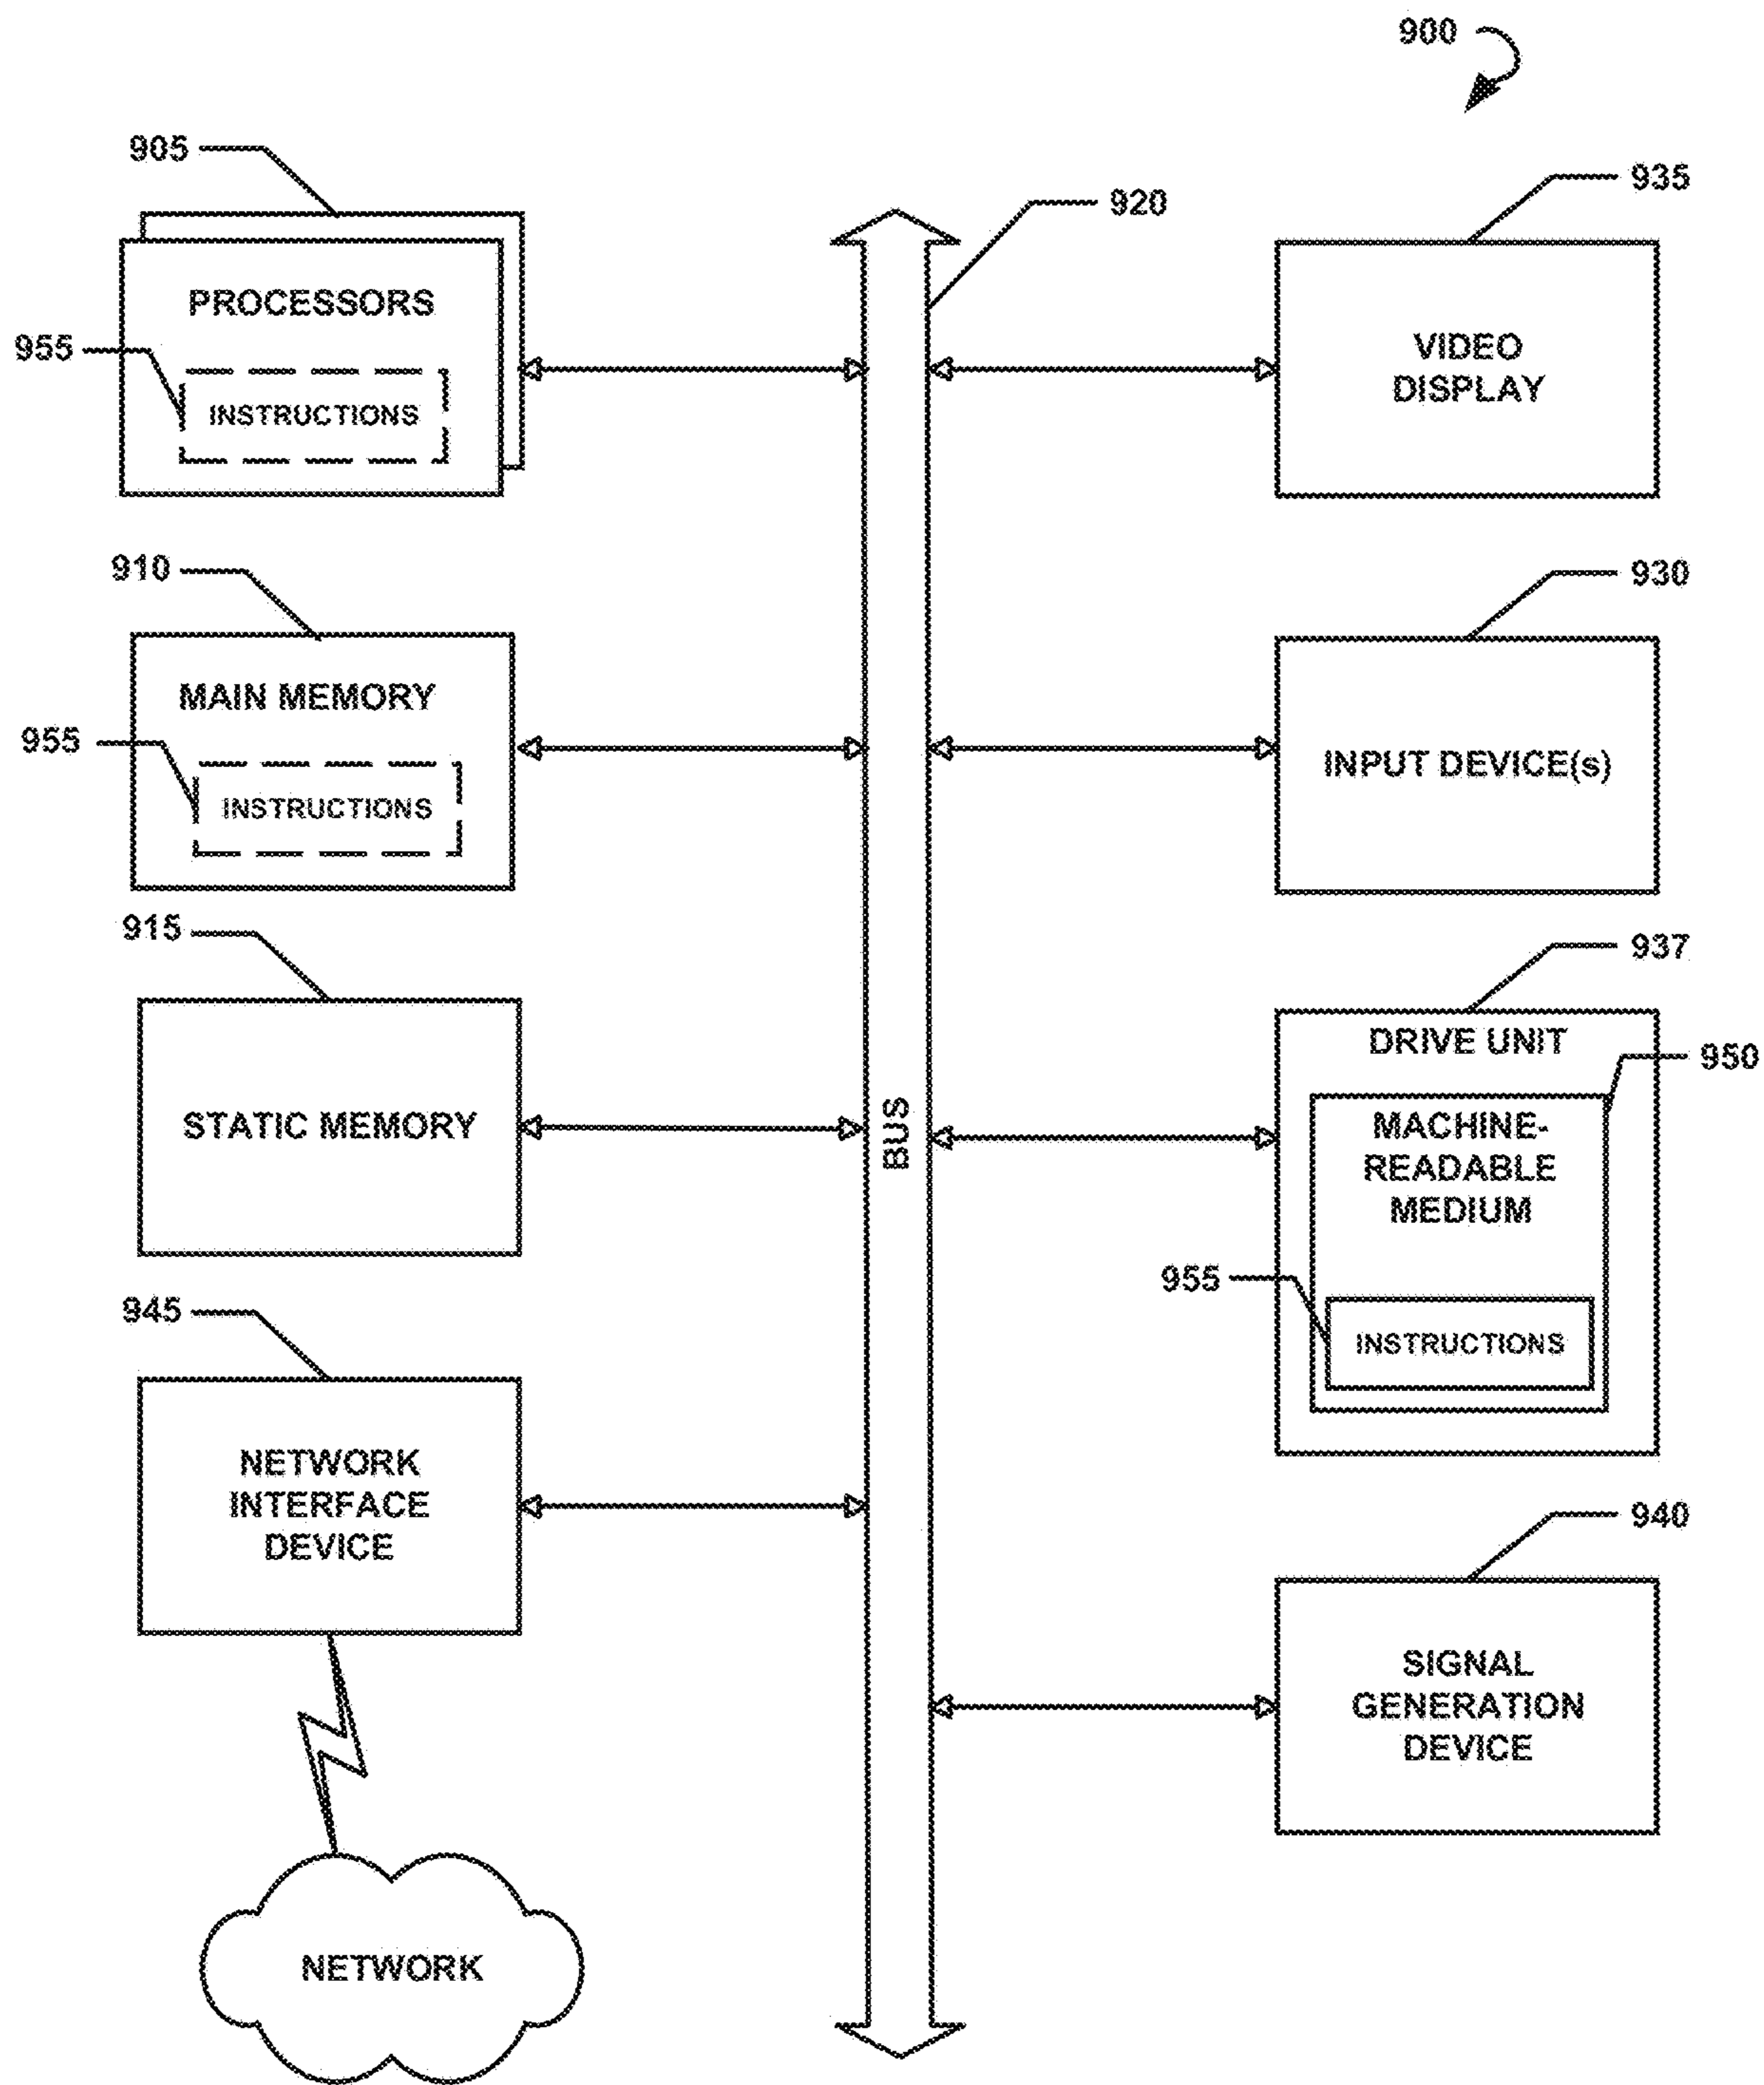 900
905
920
935
PROCESSORS
955
INSTRUCTIONS
VIDEO
DISPLAY
910
930
MAIN MEMORY
955
INSTRUCTIONS
INPUT DEVICE(s)
915
937
DRIVE UNIT
950
STATIC MEMORY
BUS
MACHINE-
READABLE
MEDIUM
955
INSTRUCTIONS
945
NETWORK
INTERFACE
DEVICE
940
SIGNAL
GENERATION
DEVICE
NETWORK